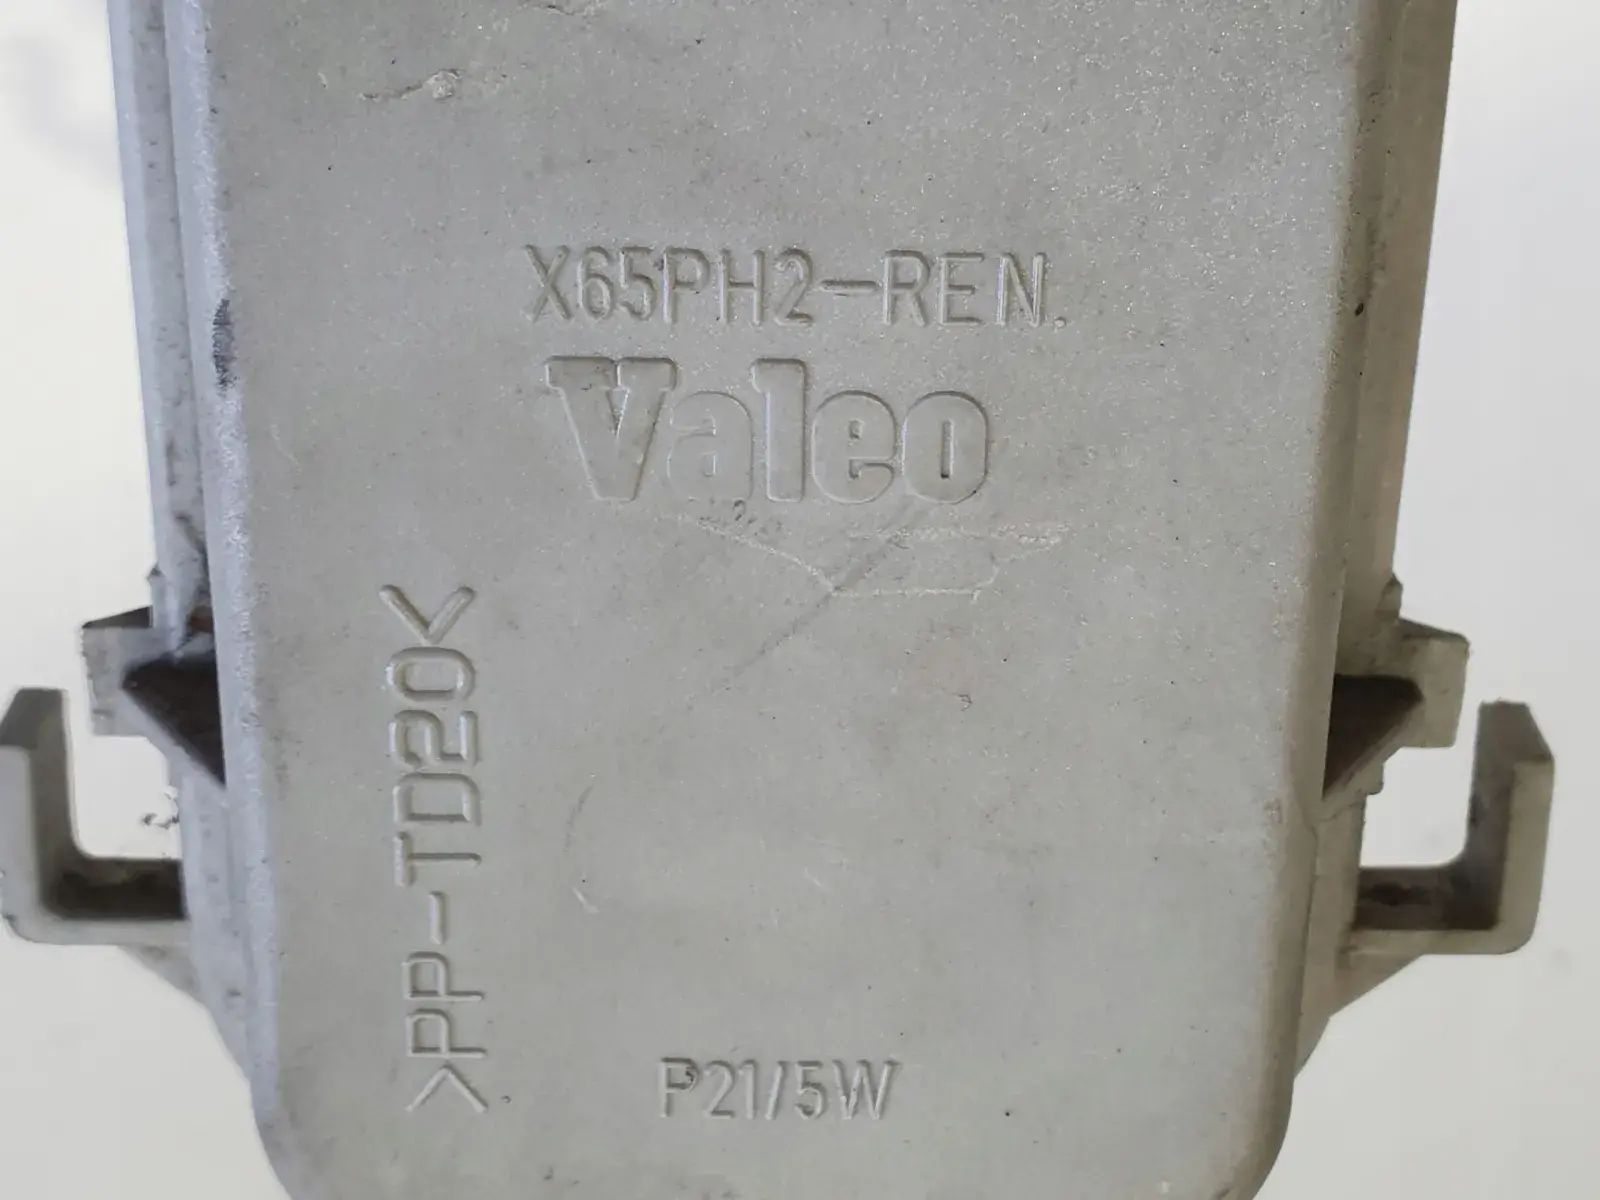 X65PH2-REN.
Valeo
>PP-TD20<
P21/5W